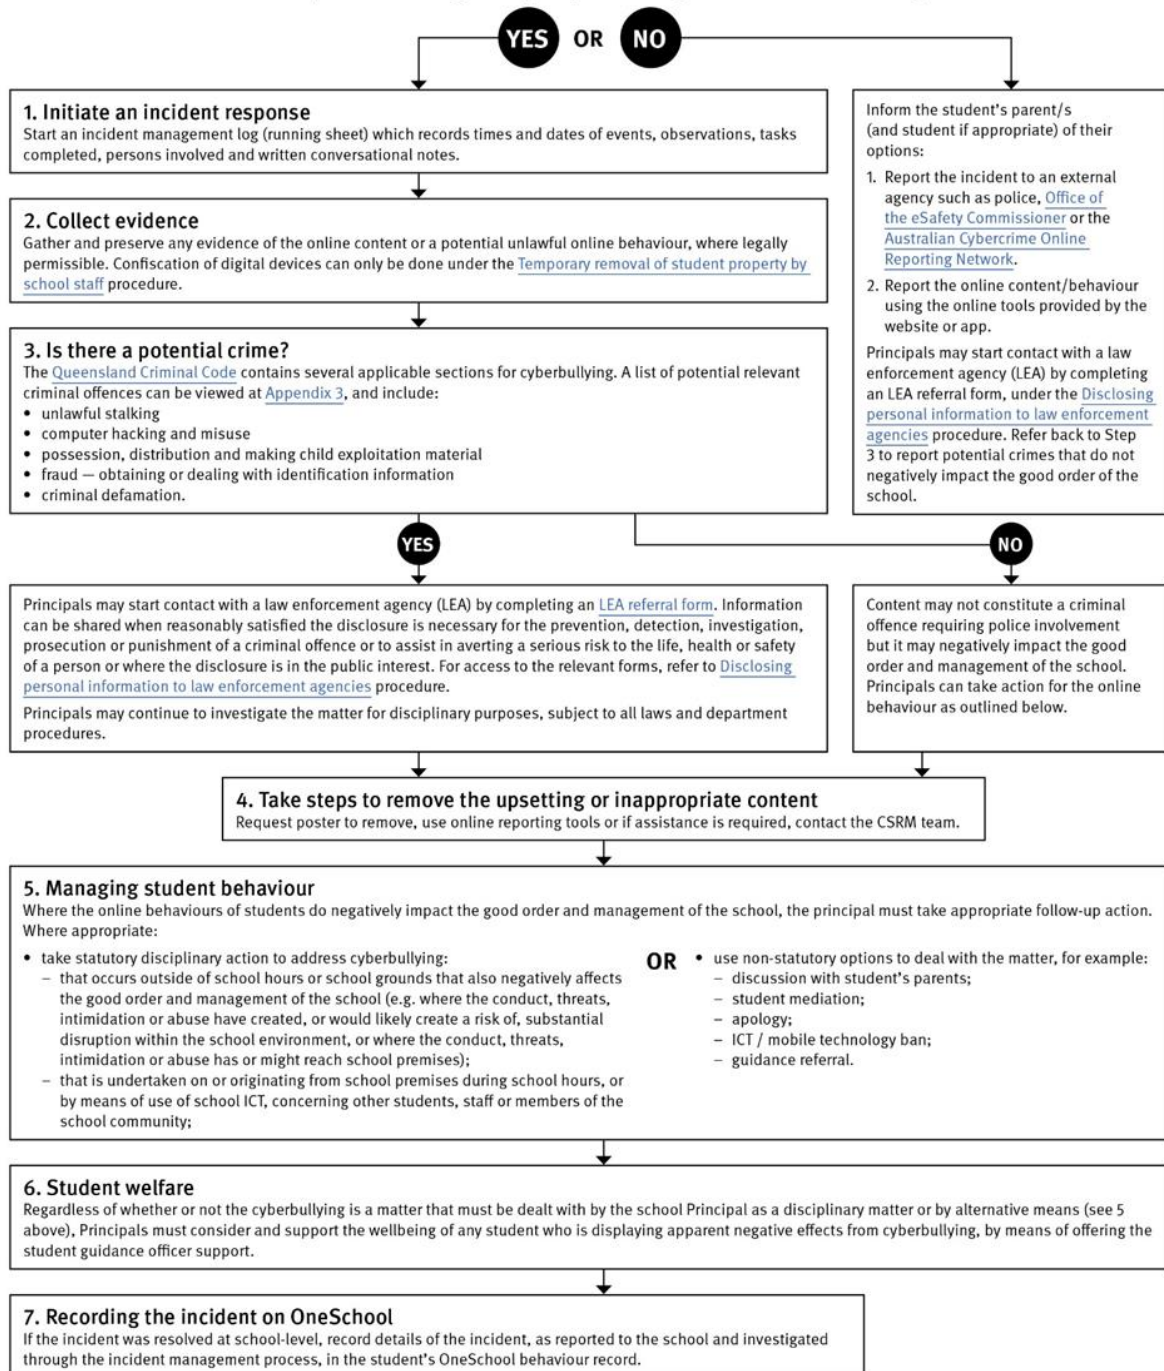 YES OR NO
1. Initiate an incident response
Start an incident management log (running sheet) which records times and dates of events, observations, tasks
completed, persons involved and written conversational notes.
2. Collect evidence
Gather and preserve any evidence of the online content or a potential unlawful online behaviour, where legally
permissible. Confiscation of digital devices can only be done under the Temporary removal of student property by
school staff procedure.
3. Is there a potential crime?
The Queensland Criminal Code contains several applicable sections for cyberbullying. A list of potential relevant
criminal offences can be viewed at Appendix 3, and include:
• unlawful stalking
• computer hacking and misuse
• possession, distribution and making child exploitation material
• fraud — obtaining or dealing with identification information
• criminal defamation.
Inform the student's parent/s
(and student if appropriate) of their
options:
1. Report the incident to an external
agency such as police, Office of
the eSafety Commissioner or the
Australian Cybercrime Online
Reporting Network.
2. Report the online content/behaviour
using the online tools provided by the
website or app.
Principals may start contact with a law
enforcement agency (LEA) by completing
an LEA referral form, under the Disclosing
personal information to law enforcement
agencies procedure. Refer back to Step
3 to report potential crimes that do not
negatively impact the good order of the
school.
YES
NO
Principals may start contact with a law enforcement agency (LEA) by completing an LEA referral form. Information
can be shared when reasonably satisfied the disclosure is necessary for the prevention, detection, investigation,
prosecution or punishment of a criminal offence or to assist in averting a serious risk to the life, health or safety
of a person or where the disclosure is in the public interest. For access to the relevant forms, refer to Disclosing
personal information to law enforcement agencies procedure.
Principals may continue to investigate the matter for disciplinary purposes, subject to all laws and department
procedures.
Content may not constitute a criminal
offence requiring police involvement
but it may negatively impact the good
order and management of the school.
Principals can take action for the online
behaviour as outlined below.
4. Take steps to remove the upsetting or inappropriate content
Request poster to remove, use online reporting tools or if assistance is required, contact the CSRM team.
5. Managing student behaviour
Where the online behaviours of students do negatively impact the good order and management of the school, the principal must take appropriate follow-up action.
Where appropriate:
• take statutory disciplinary action to address cyberbullying:
– that occurs outside of school hours or school grounds that also negatively affects
the good order and management of the school (e.g. where the conduct, threats,
intimidation or abuse have created, or would likely create a risk of, substantial
disruption within the school environment, or where the conduct, threats,
intimidation or abuse has or might reach school premises);
– that is undertaken on or originating from school premises during school hours, or
by means of use of school ICT, concerning other students, staff or members of the
school community;
OR
• use non-statutory options to deal with the matter, for example:
– discussion with student's parents;
– student mediation;
– apology;
– ICT / mobile technology ban;
– guidance referral.
6. Student welfare
Regardless of whether or not the cyberbullying is a matter that must be dealt with by the school Principal as a disciplinary matter or by alternative means (see 5
above), Principals must consider and support the wellbeing of any student who is displaying apparent negative effects from cyberbullying, by means of offering the
student guidance officer support.
7. Recording the incident on OneSchool
If the incident was resolved at school-level, record details of the incident, as reported to the school and investigated
through the incident management process, in the student's OneSchool behaviour record.